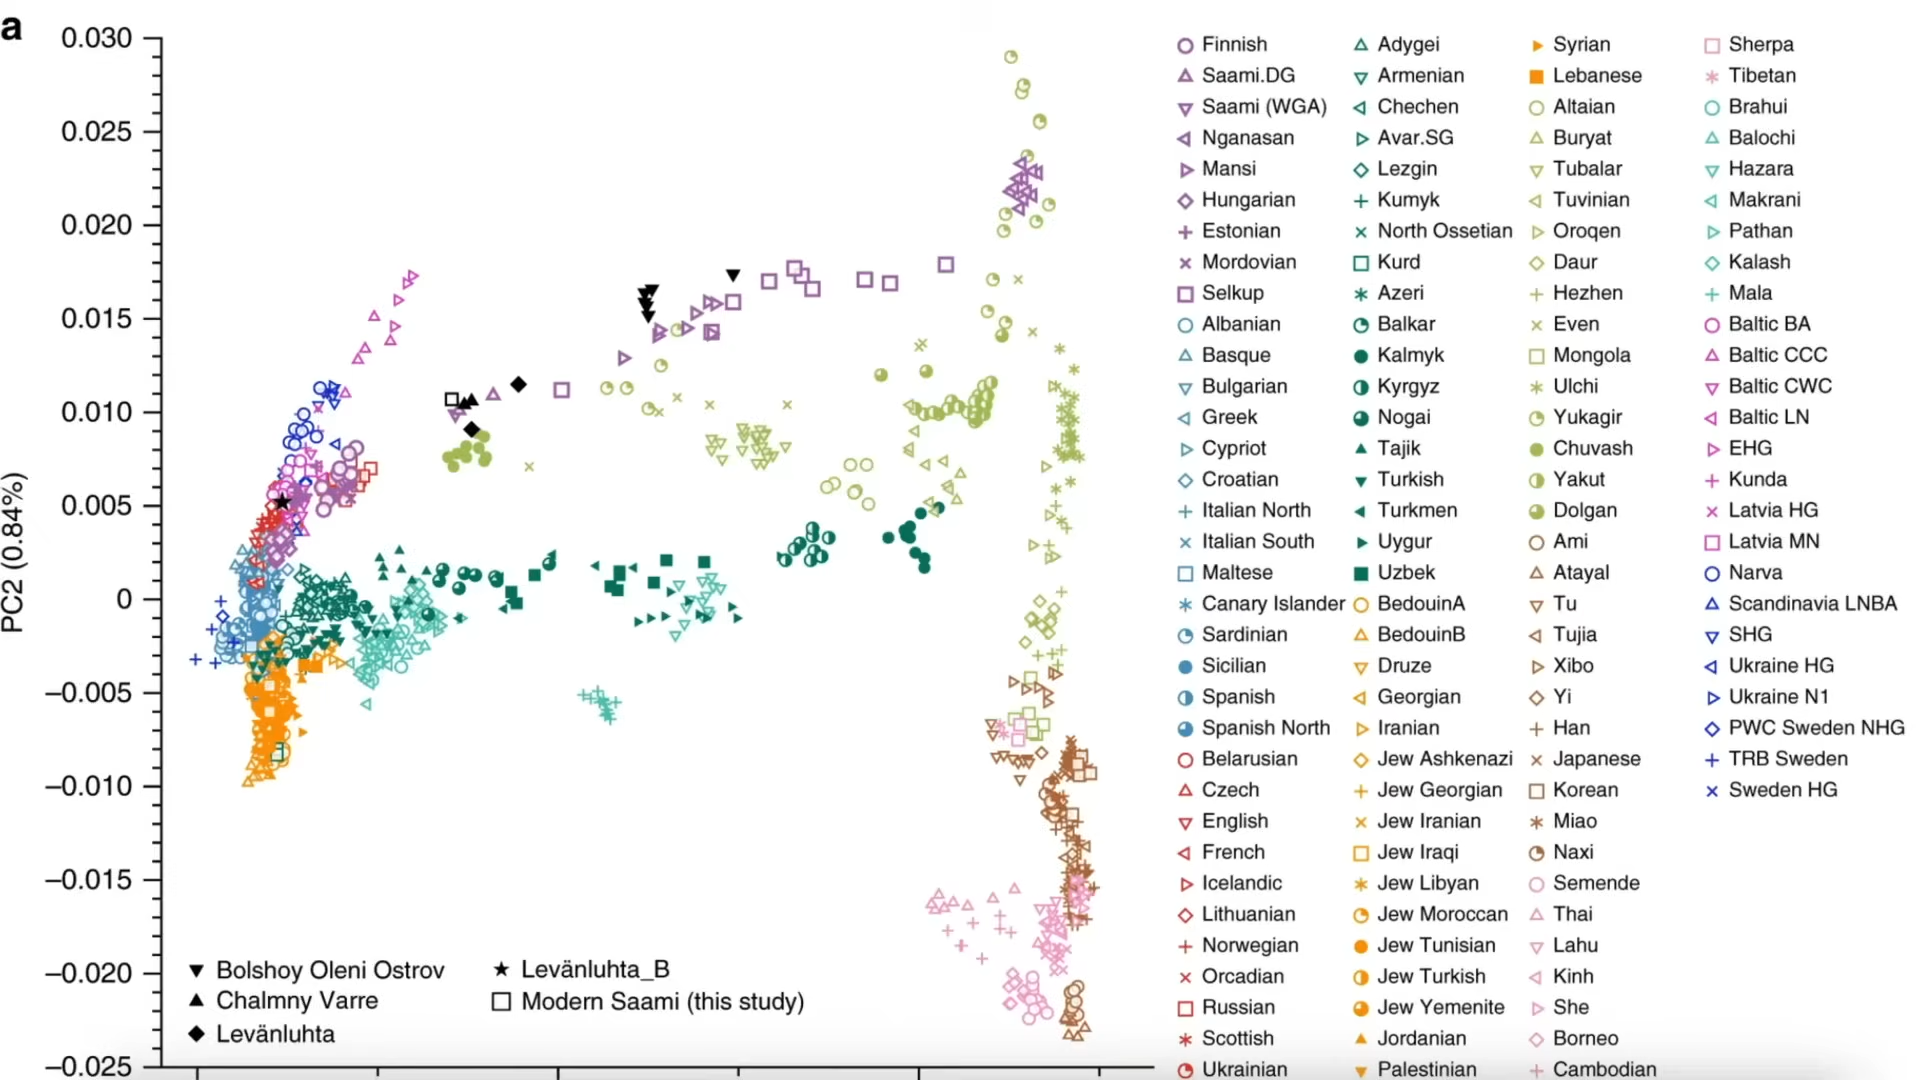 a
0.030
0.025
0.020
0.015
0.010
0.005
0
–0.005
–0.010
–0.015
–0.020
–0.025
PC2 (0.84%)
Bolshoy Oleni Ostrov
Chalmny Varre
Levänluhta
Levänluhta_B
Modern Saami (this study)
Finnish
Saami.DG
Saami (WGA)
Nganasan
Mansi
Hungarian
Estonian
Mordovian
Selkup
Albanian
Basque
Bulgarian
Greek
Cypriot
Croatian
Italian North
Italian South
Maltese
Canary Islander
Sardinian
Sicilian
Spanish
Spanish North
Belarusian
Czech
English
French
Icelandic
Lithuanian
Norwegian
Orcadian
Russian
Scottish
Ukrainian
Adygei
Armenian
Chechen
Avar.SG
Lezgin
Kumyk
North Ossetian
Kurd
Azeri
Balkar
Kalmyk
Kyrgyz
Nogai
Tajik
Turkish
Turkmen
Uygur
Uzbek
BedouinA
BedouinB
Druze
Georgian
Iranian
Jew Ashkenazi
Jew Georgian
Jew Iranian
Jew Iraqi
Jew Libyan
Jew Moroccan
Jew Tunisian
Jew Turkish
Jew Yemenite
Jordanian
Palestinian
Syrian
Lebanese
Altaian
Buryat
Tubalar
Tuvinian
Oroqen
Daur
Hezhen
Even
Mongola
Ulchi
Yukagir
Chuvash
Yakut
Dolgan
Ami
Atayal
Tu
Tujia
Xibo
Yi
Han
Japanese
Korean
Miao
Naxi
Semende
Thai
Lahu
Kinh
She
Borneo
Cambodian
Sherpa
Tibetan
Brahui
Balochi
Hazara
Makrani
Pathan
Kalash
Mala
Baltic BA
Baltic CCC
Baltic CWC
Baltic LN
EHG
Kunda
Latvia HG
Latvia MN
Narva
Scandinavia LNBA
SHG
Ukraine HG
Ukraine N1
PWC Sweden NHG
TRB Sweden
Sweden HG